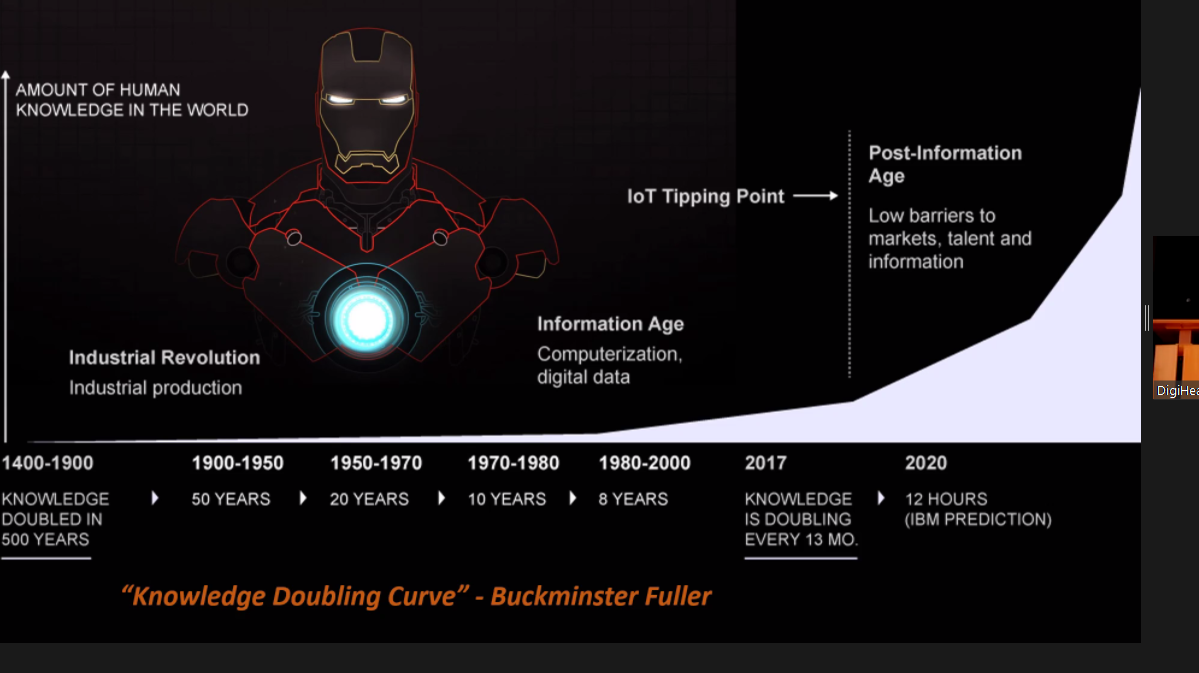 AMOUNT OF HUMAN
KNOWLEDGE IN THE WORLD
IoT Tipping Point
Post-Information
Age
Low barriers to
markets, talent and
information
Information Age
Computerization,
digital data
Industrial Revolution
Industrial production
1400-1900
KNOWLEDGE
DOUBLED IN
500 YEARS
1900-1950
50 YEARS
1950-1970
20 YEARS
1970-1980
10 YEARS
1980-2000
8 YEARS
2017
KNOWLEDGE
IS DOUBLING
EVERY 13 MO.
2020
12 HOURS
(IBM PREDICTION)
“Knowledge Doubling Curve” - Buckminster Fuller